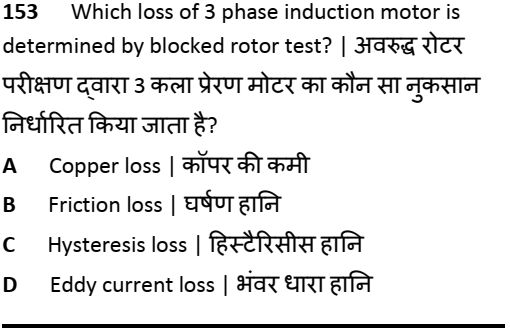 153 Which loss of 3 phase induction motor is
determined by blocked rotor test? | अवरुद्ध रोटर
परीक्षण द्वारा 3 कला प्रेरण मोटर का कौन सा नुकसान
निर्धारित किया जाता है?
A Copper loss | कॉपर की कमी
B Friction loss | घर्षण हानि
C Hysteresis loss | हिस्टैरिसीस हानि
D Eddy current loss | भंवर धारा हानि